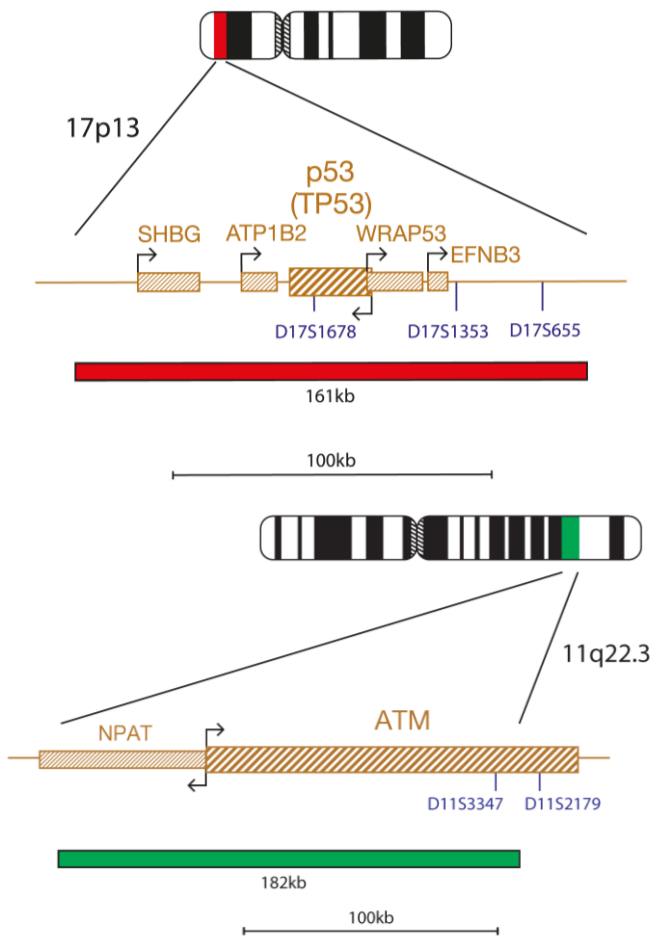 17p13
p53
(TP53)
SHBG
ATP1B2
WRAP53
EFNB3
D17S1678
D17S1353
D17S655
161kb
100kb
11q22.3
NPAT
ATM
D11S3347
D11S2179
182kb
100kb